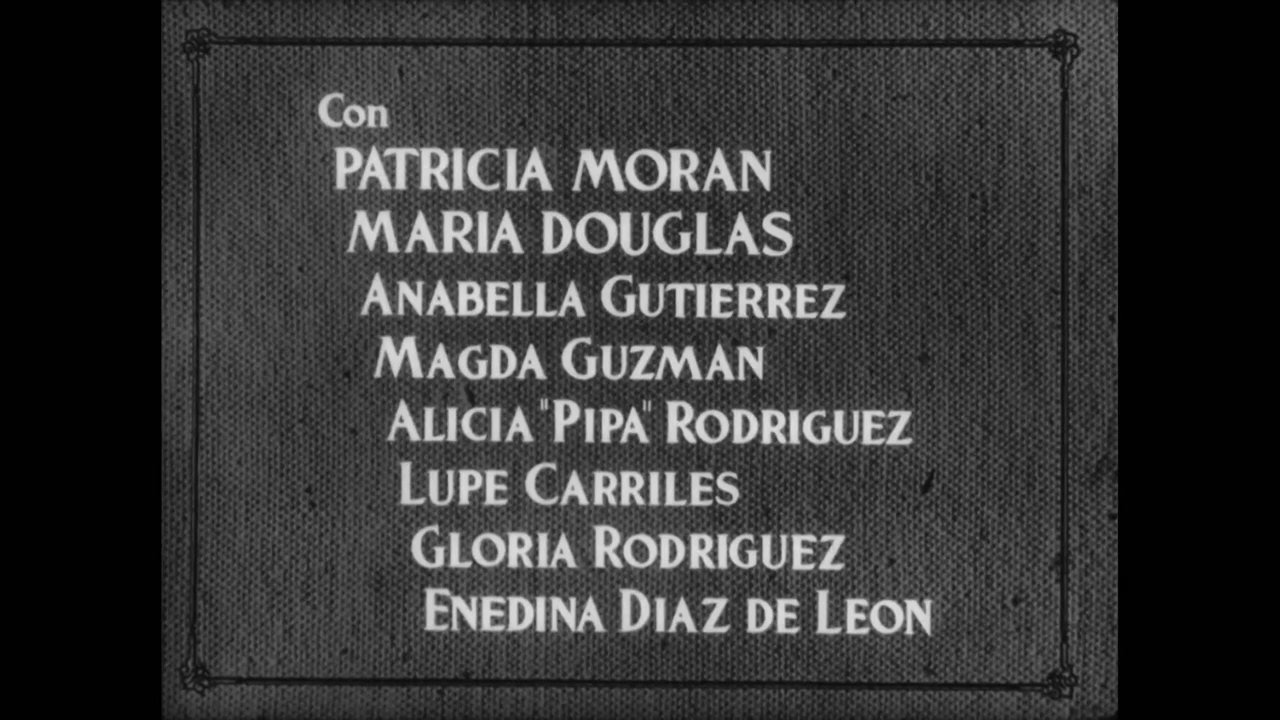 Con
PATRICIA MORAN
MARIA DOUGLAS
ANABELLA GUTIERREZ
MAGDA GUZMAN
ALICIA "PIPA" RODRIGUEZ
LUPE CARRILES
GLORIA RODRIGUEZ
ENEDINA DIAZ DE LEON